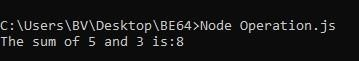 C:\Users\BV\Desktop\BE64>Node Operation.js
The sum of 5 and 3 is:8